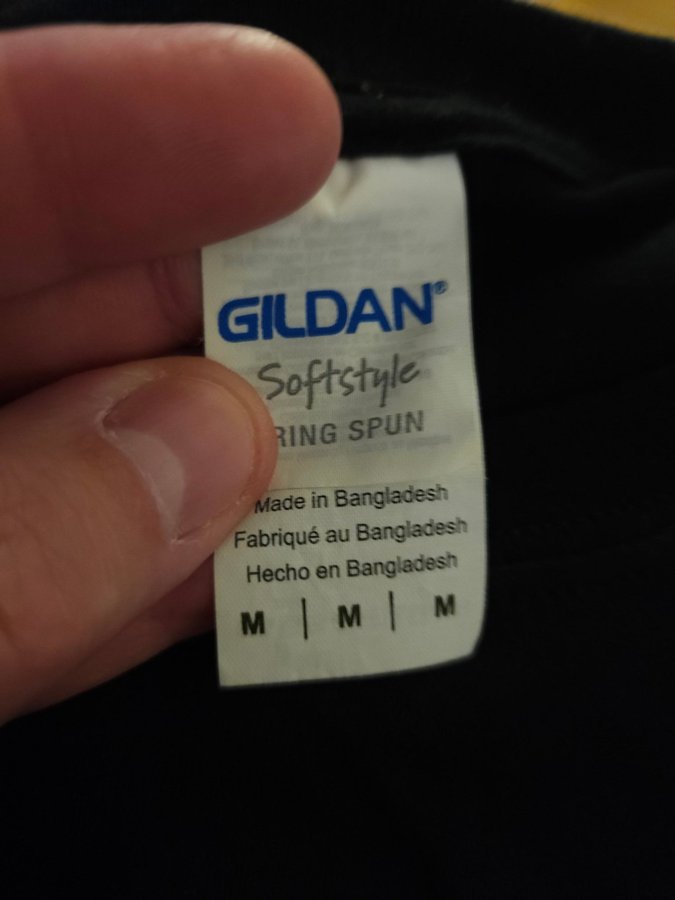 GILDAN®
Softstyle
RING SPUN
Made in Bangladesh
Fabriqué au Bangladesh
Hecho en Bangladesh
M | M | M